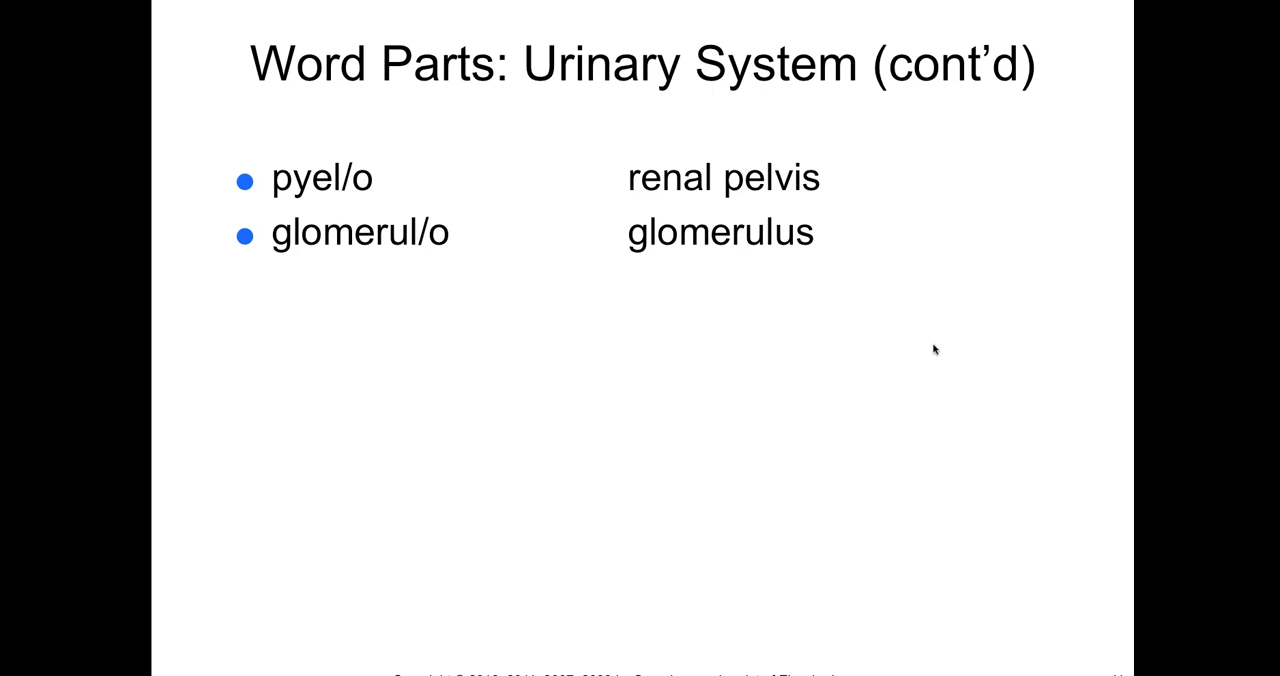 Word Parts: Urinary System (cont’d)
pyel/o renal pelvis
glomerul/o glomerulus